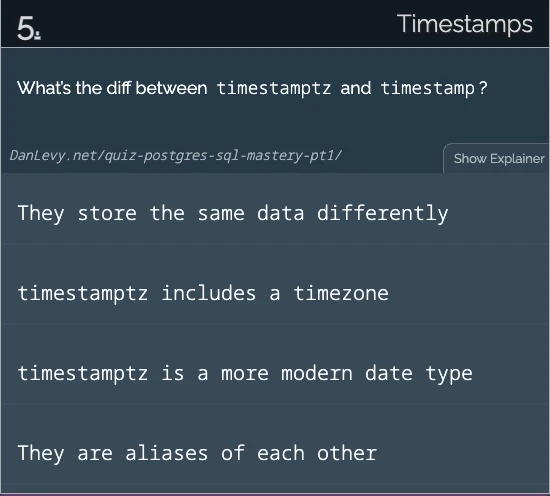 5.
Timestamps
What's the diff between timestamptz and timestamp?
DanLevy.net/quiz-postgres-sql-mastery-pt1/
Show Explainer
They store the same data differently
timestamptz includes a timezone
timestamptz is a more modern date type
They are aliases of each other